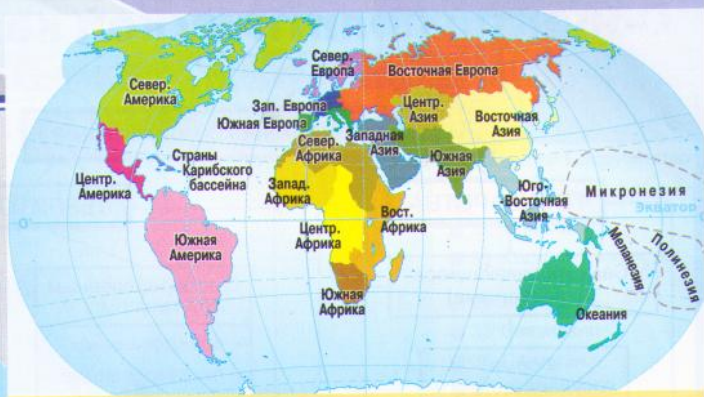 Север.
Европа
Восточная Европа
Север.
Америка
Зап. Европа
Центр.
Азия
Восточная
Азия
Южная Европа
Западная
Азия
Север.
Африка
Страны
Карибского
бассейна
Южная
Азия
Центр.
Америка
Запад.
Африка
Юго-
-Восточная
Азия
Микронезия
Экватор
0°
Вост.
Африка
Центр.
Африка
Южная
Америка
Меланезия
Полинезия
Южная
Африка
Океания